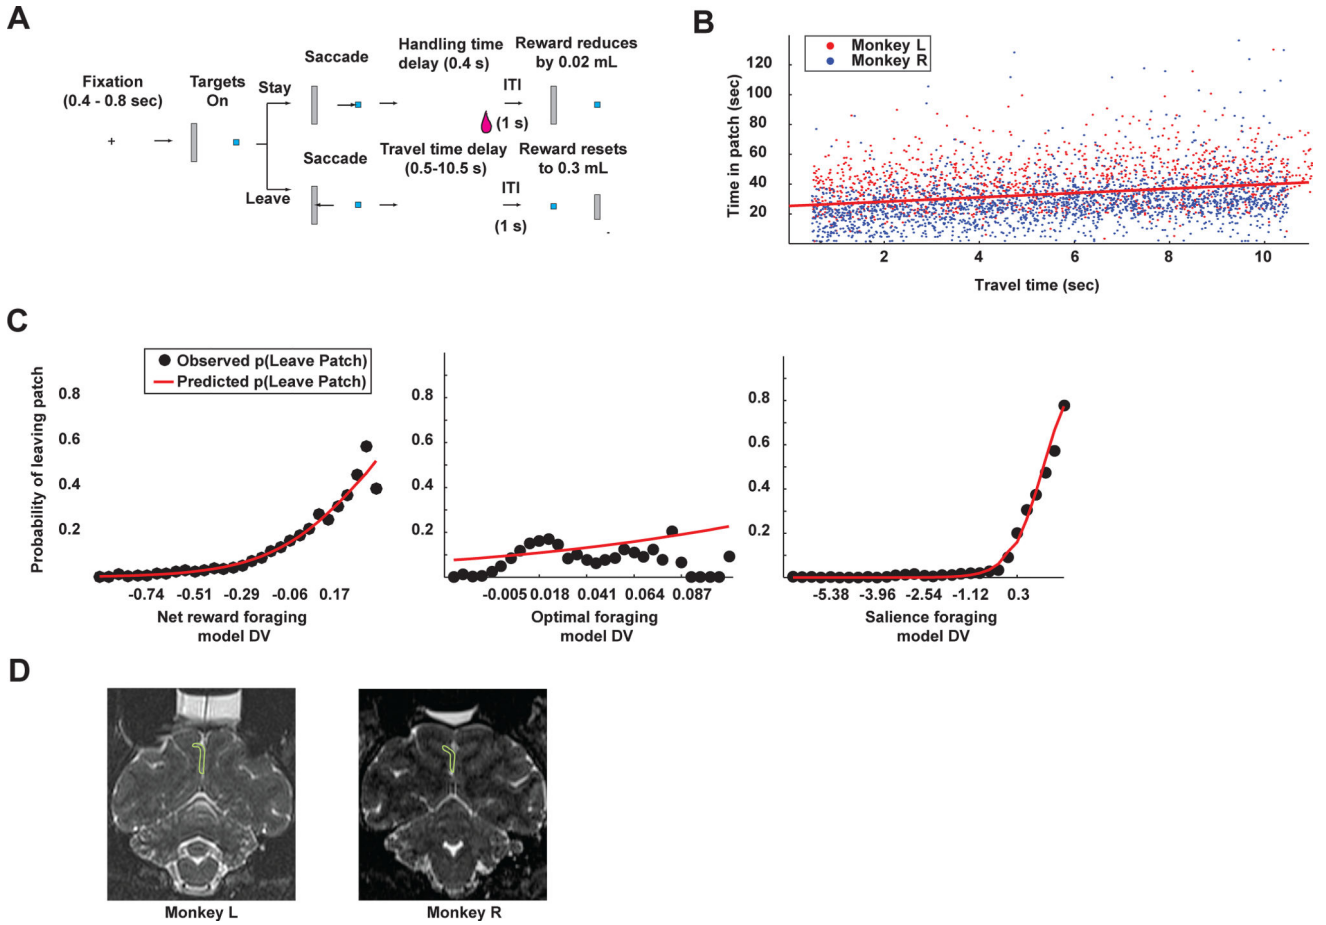 A
Fixation
(0.4 - 0.8 sec)
Targets
On
Stay
Leave
Saccade
Handling time
delay (0.4 s)
ITI
(1 s)
Reward reduces
by 0.02 mL
Saccade
Travel time delay
(0.5-10.5 s)
ITI
(1 s)
Reward resets
to 0.3 mL
B
Monkey L
Monkey R
Time in patch (sec)
120
100
80
60
40
20
2 4 6 8 10
Travel time (sec)
C
Observed p(Leave Patch)
Predicted p(Leave Patch)
Probability of leaving patch
0.8
0.6
0.4
0.2
-0.74 -0.51 -0.29 -0.06 0.17
Net reward foraging
model DV
0.8
0.6
0.4
0.2
-0.005 0.018 0.041 0.064 0.087
Optimal foraging
model DV
0.8
0.6
0.4
0.2
-5.38 -3.96 -2.54 -1.12 0.3
Salience foraging
model DV
D
Monkey L
Monkey R